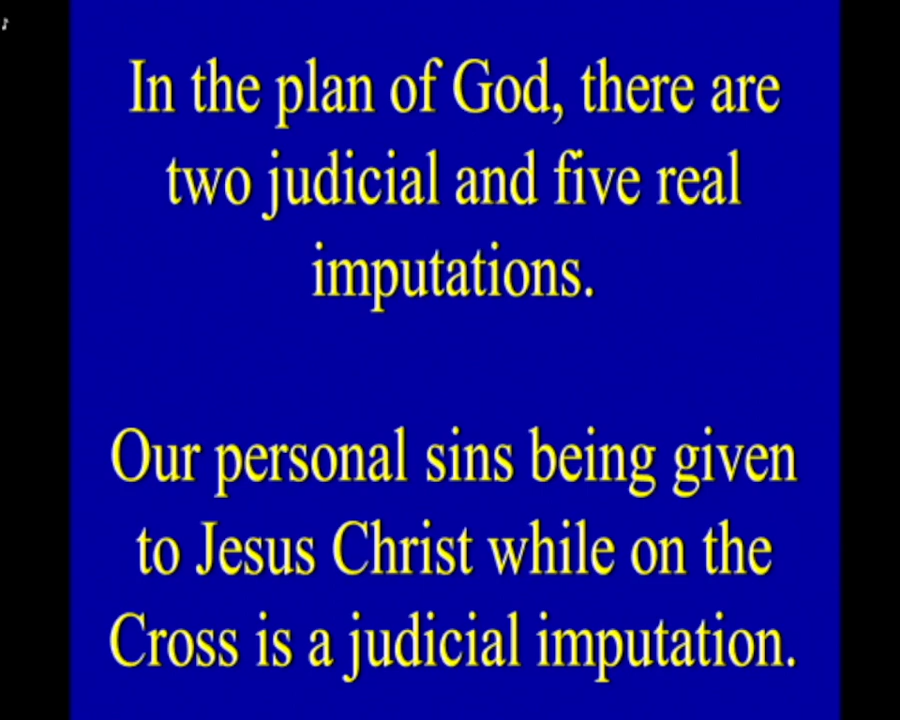 In the plan of God, there are
two judicial and five real
imputations.
Our personal sins being given
to Jesus Christ while on the
Cross is a judicial imputation.